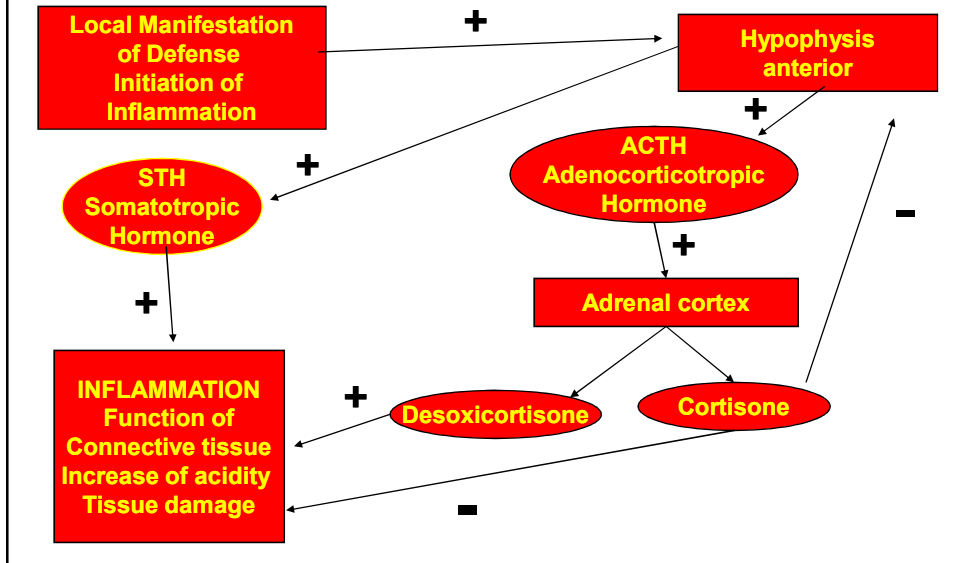 Local Manifestation
of Defense
Initiation of
Inflammation
+
Hypophysis
anterior
+
+
STH
Somatotropic
Hormone
ACTH
Adenocorticotropic
Hormone
-
+
+
Adrenal cortex
INFLAMMATION
Function of
Connective tissue
Increase of acidity
Tissue damage
+
Desoxicortisone
Cortisone
-